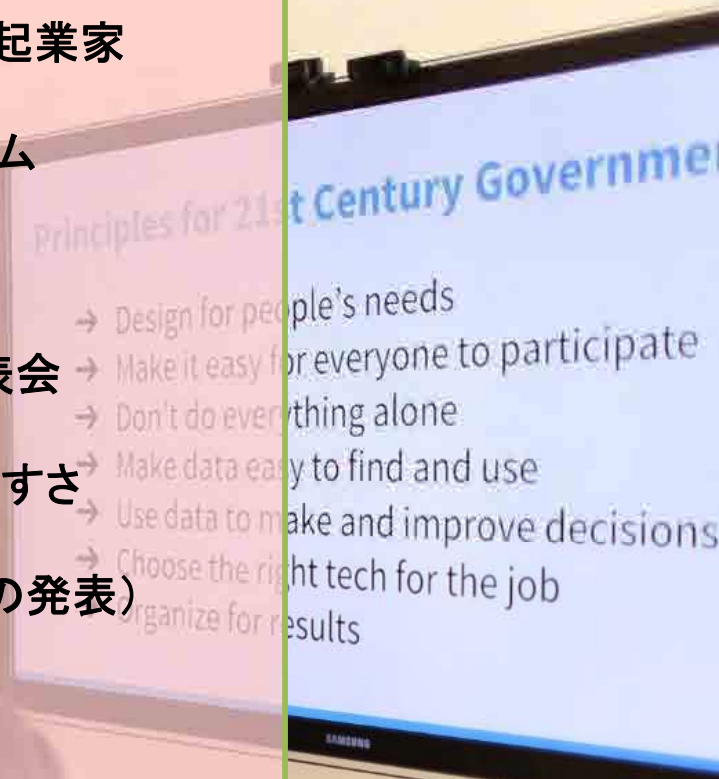 起業家
ム
Principles for 21st Century Governme
Design for people's needs
表会
Make it easy for everyone to participate
Don't do everything alone
すさ
Make data easy to find and use
Use data to make and improve decisions
Choose the right tech for the job
の発表）
Organize for results
SAMSUNG